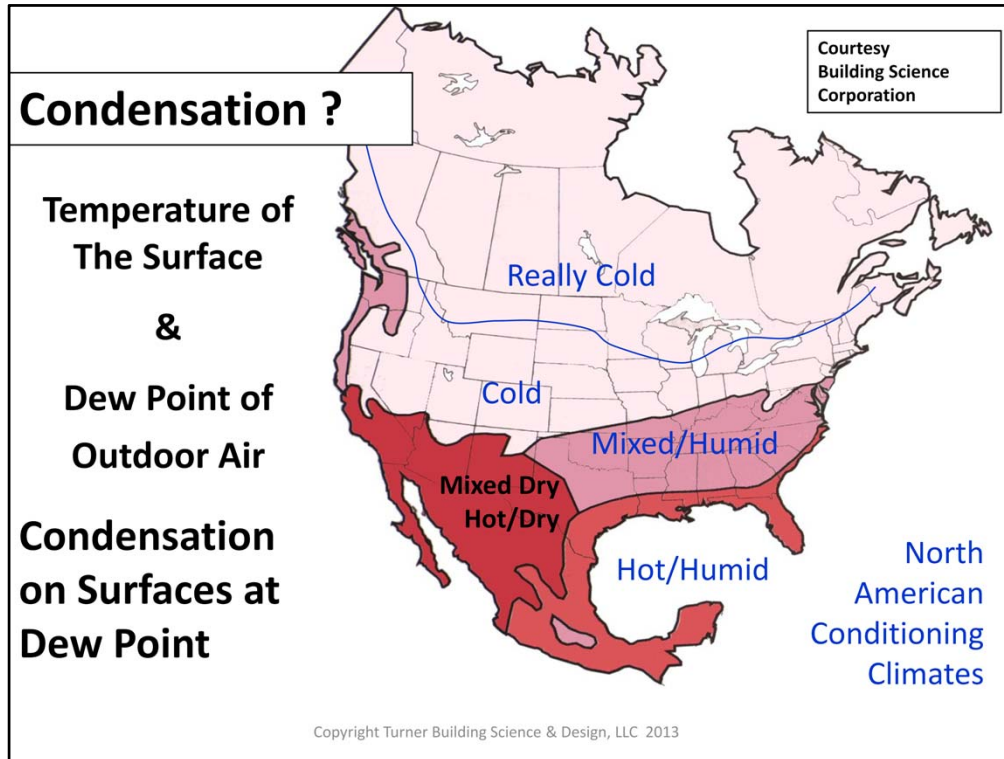 Condensation ?
Courtesy
Building Science
Corporation
Temperature of
The Surface
&
Dew Point of
Outdoor Air
Condensation
on Surfaces at
Dew Point
Really Cold
Cold
Mixed/Humid
Mixed Dry
Hot/Dry
Hot/Humid
North
American
Conditioning
Climates
Copyright Turner Building Science & Design, LLC  2013